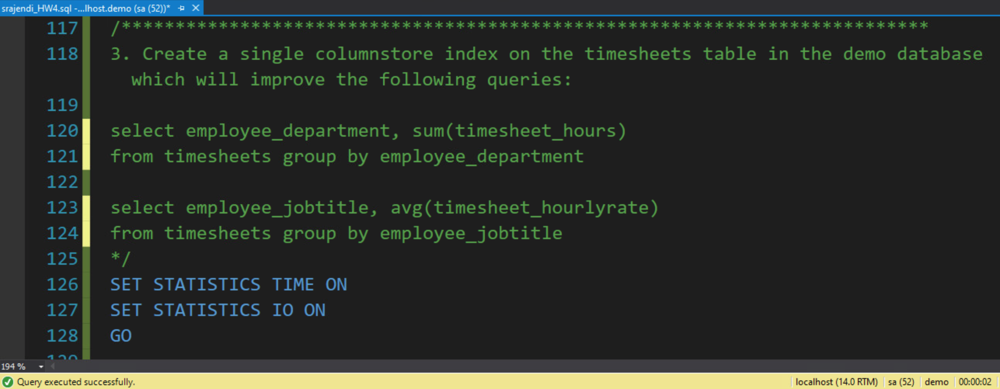 srajendi_HW4.sql -...lhost.demo (sa (52))*
117 /***************************************************************************
118 3. Create a single columnstore index on the timesheets table in the demo database
which will improve the following queries:
119
120 select employee_department, sum(timesheet_hours)
121 from timesheets group by employee_department
122
123 select employee_jobtitle, avg(timesheet_hourlyrate)
124 from timesheets group by employee_jobtitle
125 */
126 SET STATISTICS TIME ON
127 SET STATISTICS IO ON
128 GO
129
194 %
Query executed successfully. localhost (14.0 RTM) sa (52) demo 00:00:02